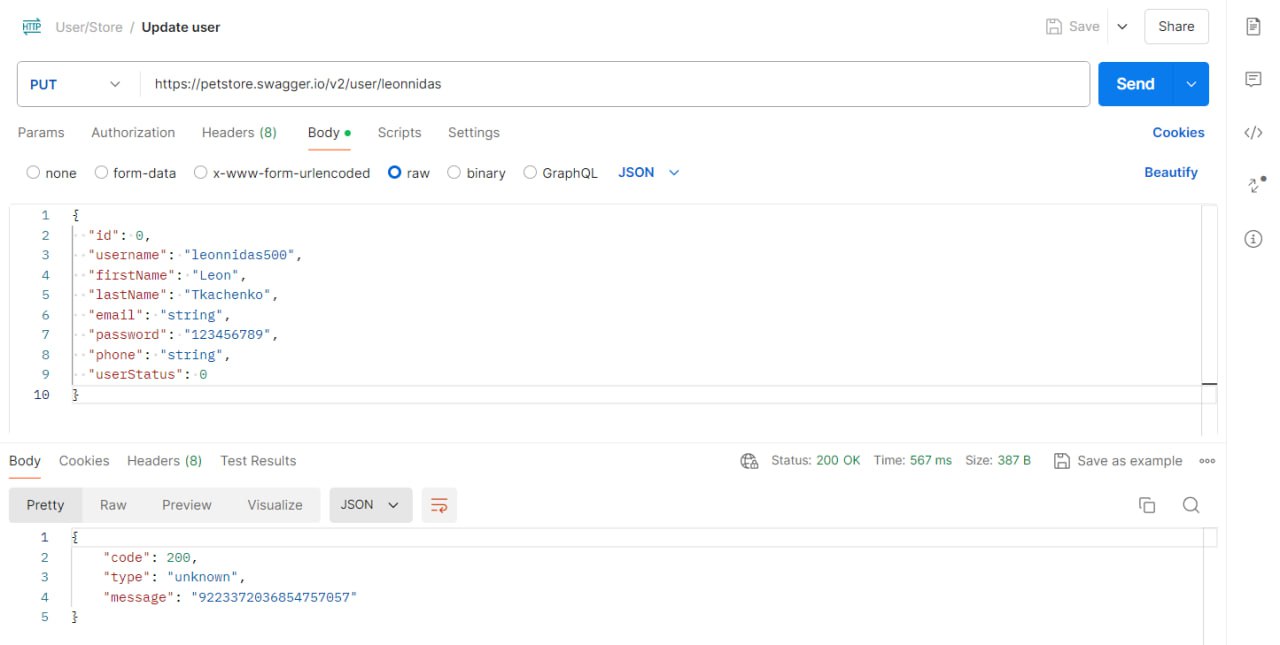 HTTP User/Store / Update user Save Share
PUT https://petstore.swagger.io/v2/user/leonnidas Send
Params Authorization Headers (8) Body Scripts Settings Cookies
none form-data x-www-form-urlencoded raw binary GraphQL JSON Beautify
1 {
2 "id": 0,
3 "username": "leonnidas500",
4 "firstName": "Leon",
5 "lastName": "Tkachenko",
6 "email": "string",
7 "password": "123456789",
8 "phone": "string",
9 "userStatus": 0
10 }
Body Cookies Headers (8) Test Results Status: 200 OK Time: 567 ms Size: 387 B Save as example
Pretty Raw Preview Visualize JSON
1 {
2 "code": 200,
3 "type": "unknown",
4 "message": "9223372036854757057"
5 }